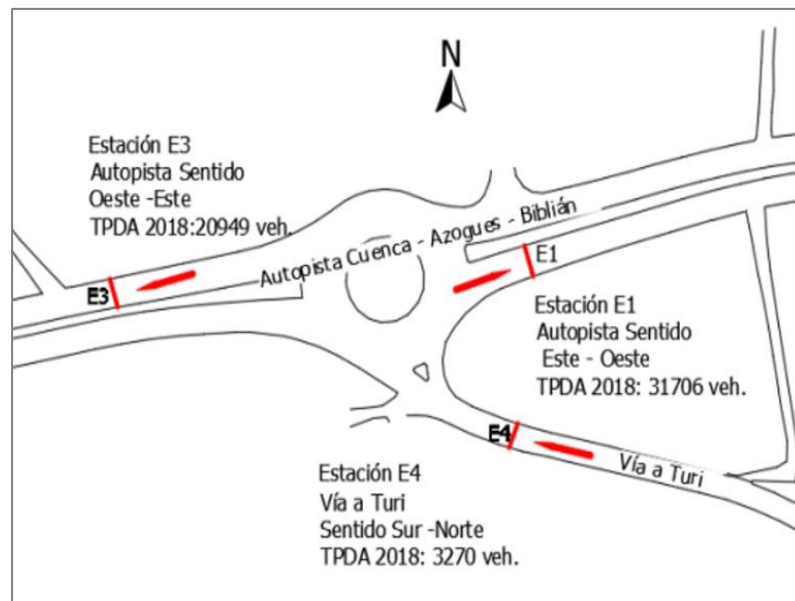 N
Estación E3
Autopista Sentido
Oeste -Este
TPDA 2018:20949 veh.
Autopista Cuenca - Azogues - Biblián
E1
E3
Estación E1
Autopista Sentido
Este - Oeste
TPDA 2018: 31706 veh.
E4
Vía a Turi
Estación E4
Vía a Turi
Sentido Sur -Norte
TPDA 2018: 3270 veh.